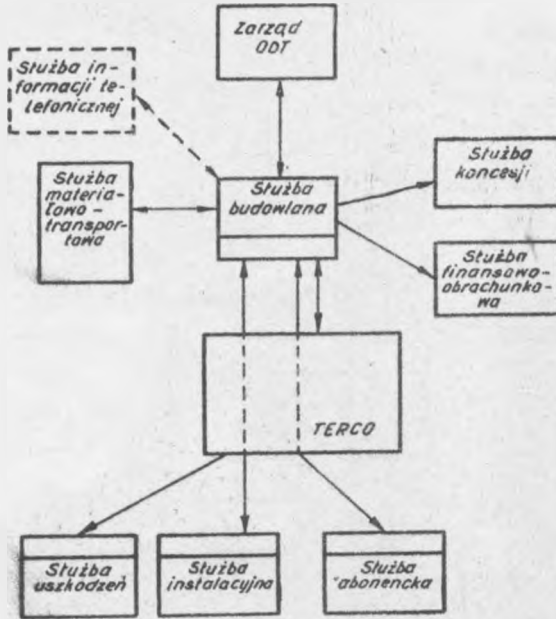 Zarząd
ODT
Służba in-
formacji te-
lefonicznej
Służba
materia-
łowo-
transpor-
towa
Służba
budowlana
Służba
koncesji
Służba
finansowo-
obrachunko-
wa
TERCO
Służba
uszkodzeń
Służba
instalacyjna
Służba
abonencka